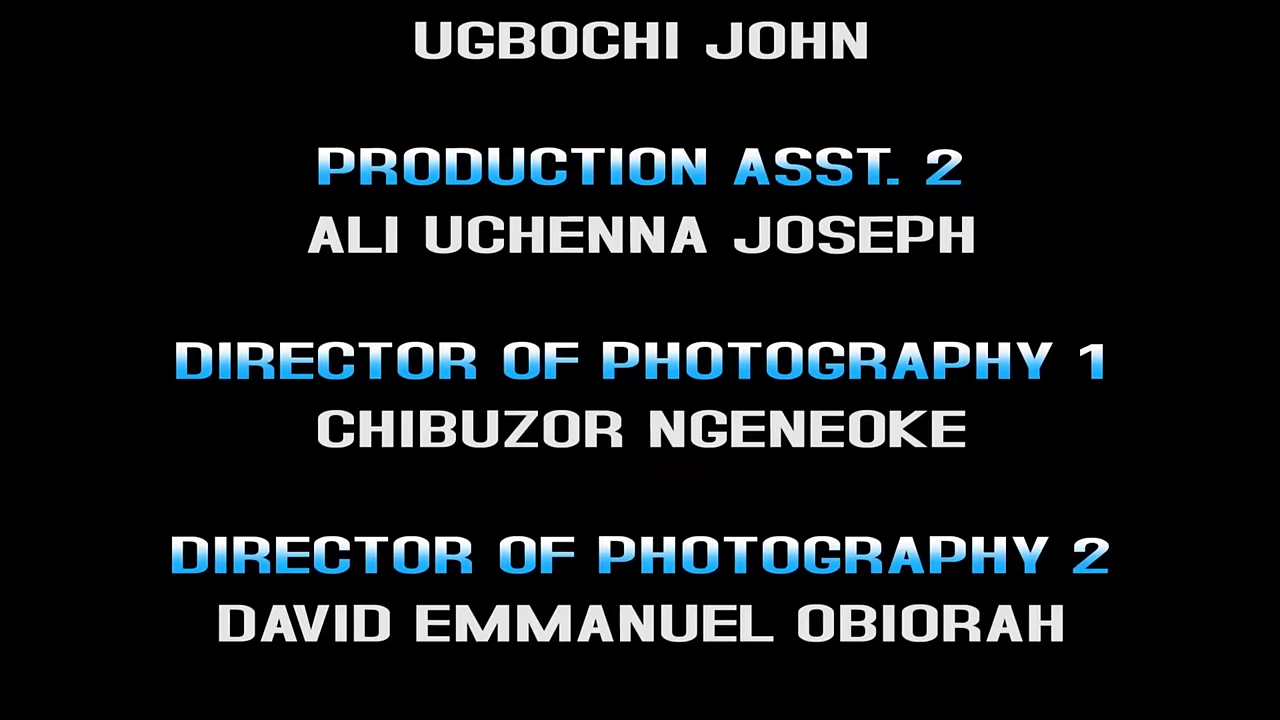 UGBOCHI JOHN
PRODUCTION ASST. 2
ALI UCHENNA JOSEPH
DIRECTOR OF PHOTOGRAPHY 1
CHIBUZOR NGENEOKE
DIRECTOR OF PHOTOGRAPHY 2
DAVID EMMANUEL OBIORAH